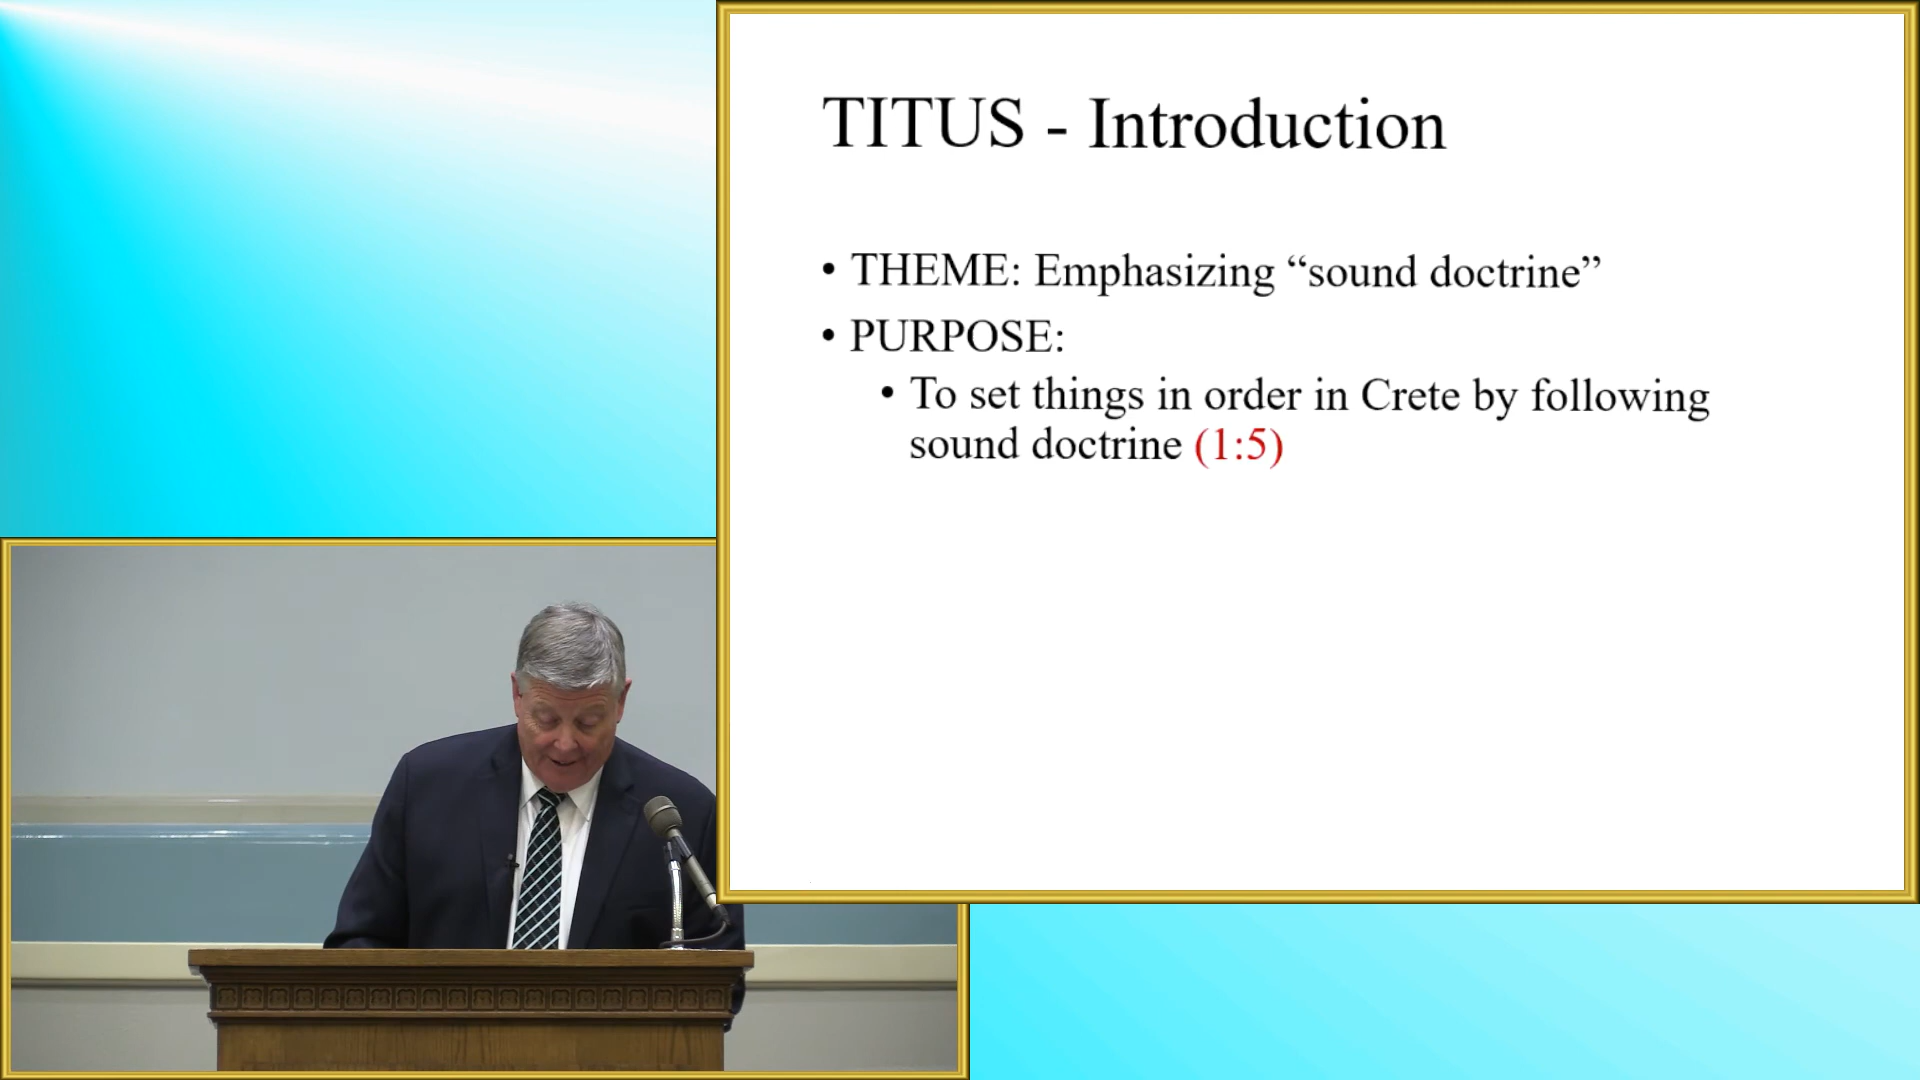 TITUS - Introduction
• THEME: Emphasizing “sound doctrine”
• PURPOSE:
• To set things in order in Crete by following
sound doctrine (1:5)